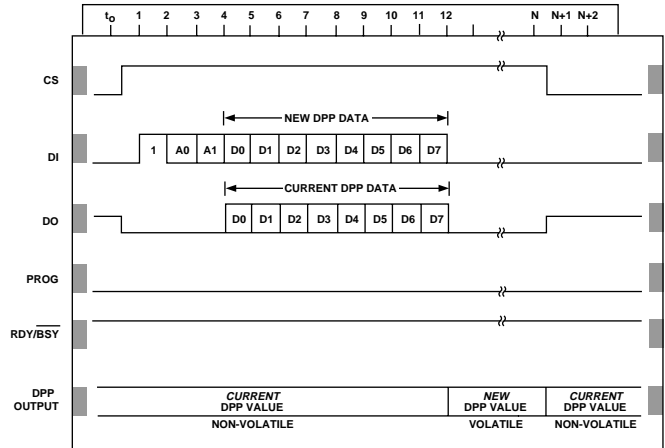 to 1 2 3 4 5 6 7 8 9 10 11 12 N N+1 N+2
CS
NEW DPP DATA
DI 1 A0 A1 D0 D1 D2 D3 D4 D5 D6 D7
CURRENT DPP DATA
DO D0 D1 D2 D3 D4 D5 D6 D7
PROG
RDY/BSY
DPP OUTPUT
CURRENT DPP VALUE
NON-VOLATILE
NEW DPP VALUE
VOLATILE
CURRENT DPP VALUE
NON-VOLATILE